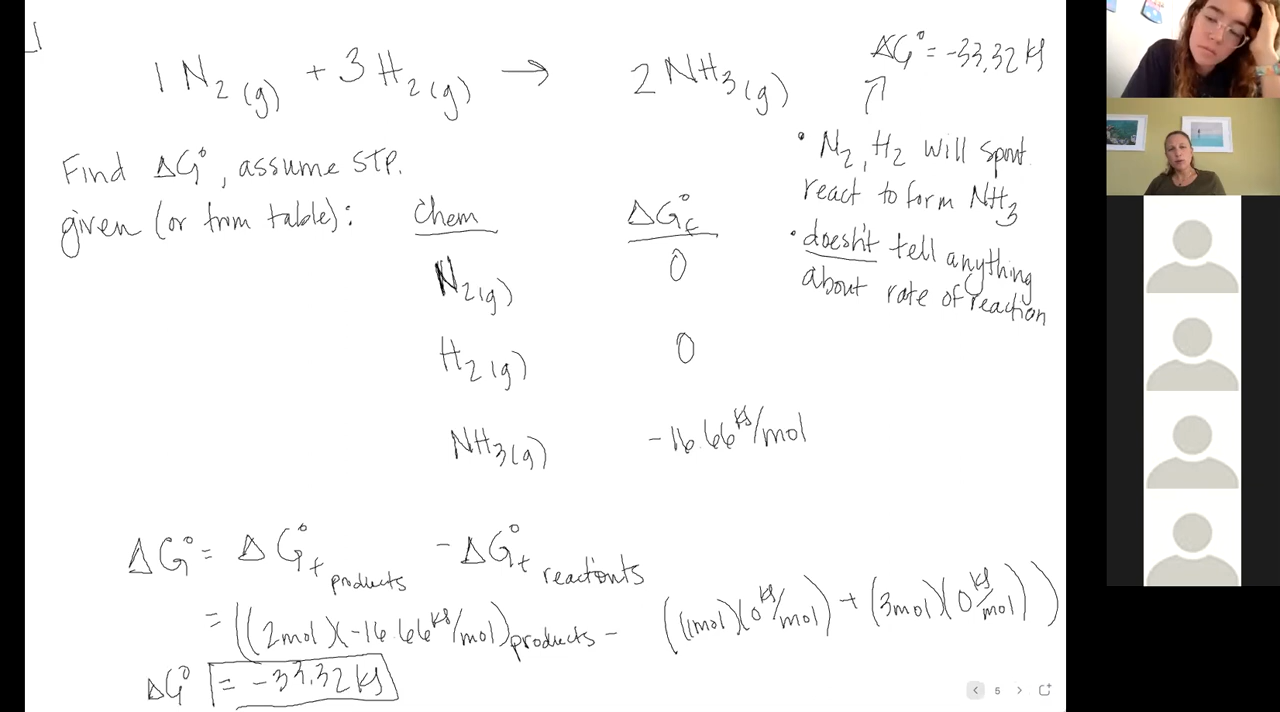 1 N₂(g) + 3 H₂(g) → 2 NH₃(g)
ΔG° = -33.32 kJ
Find ΔG°, assume STP.
given (or from table):
Chem ΔG°f
N₂(g) 0
H₂(g) 0
NH₃(g) -16.66 kJ/mol
• N₂, H₂ will spont.
react to form NH₃
• doesn't tell anything
about rate of reaction
ΔG° = ΔG°f products - ΔG°f reactants
= ((2mol)(-16.66 kJ/mol)products - ((1mol)(0 kJ/mol) + (3mol)(0 kJ/mol))
ΔG° = -33.32 kJ
5